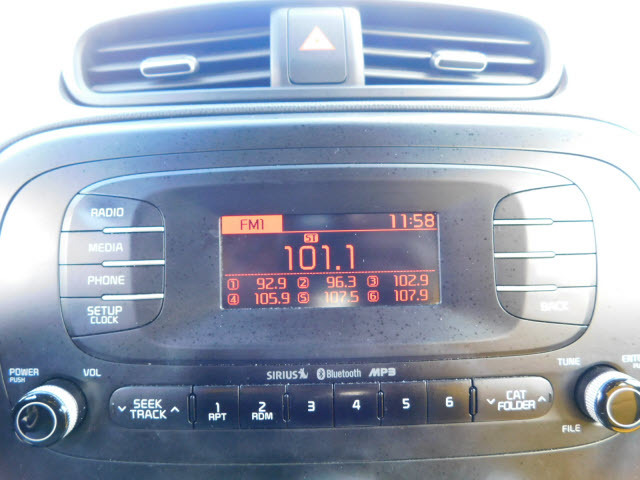 FM1 11:58
ST
101.1
1 92.9 2 96.3 3 102.9
4 105.9 5 107.5 6 107.9
RADIO
MEDIA
PHONE
SETUP
CLOCK
BACK
POWER
PUSH
VOL
SIRIUS Bluetooth MP3
TUNE
SEEK
TRACK
1
RPT
2
RDM
3
4
5
6
CAT
FOLDER
FILE